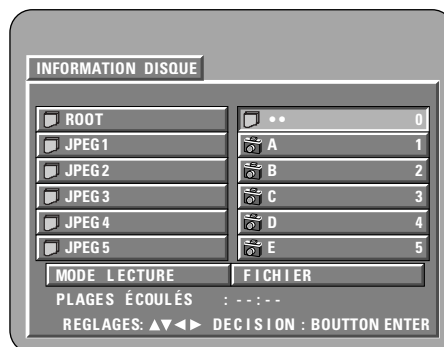 INFORMATION DISQUE
ROOT •• 0
JPEG1 A 1
JPEG2 B 2
JPEG3 C 3
JPEG4 D 4
JPEG5 E 5
MODE LECTURE FICHIER
PLAGES ÉCOULÉS :--:--
REGLAGES: ▲▼◄► DECISION : BOUTTON ENTER